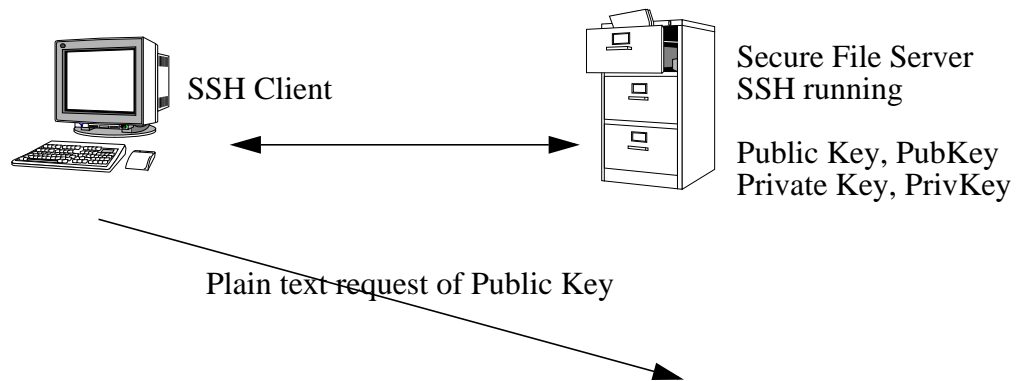 SSH Client
Secure File Server
SSH running
Public Key, PubKey
Private Key, PrivKey
Plain text request of Public Key